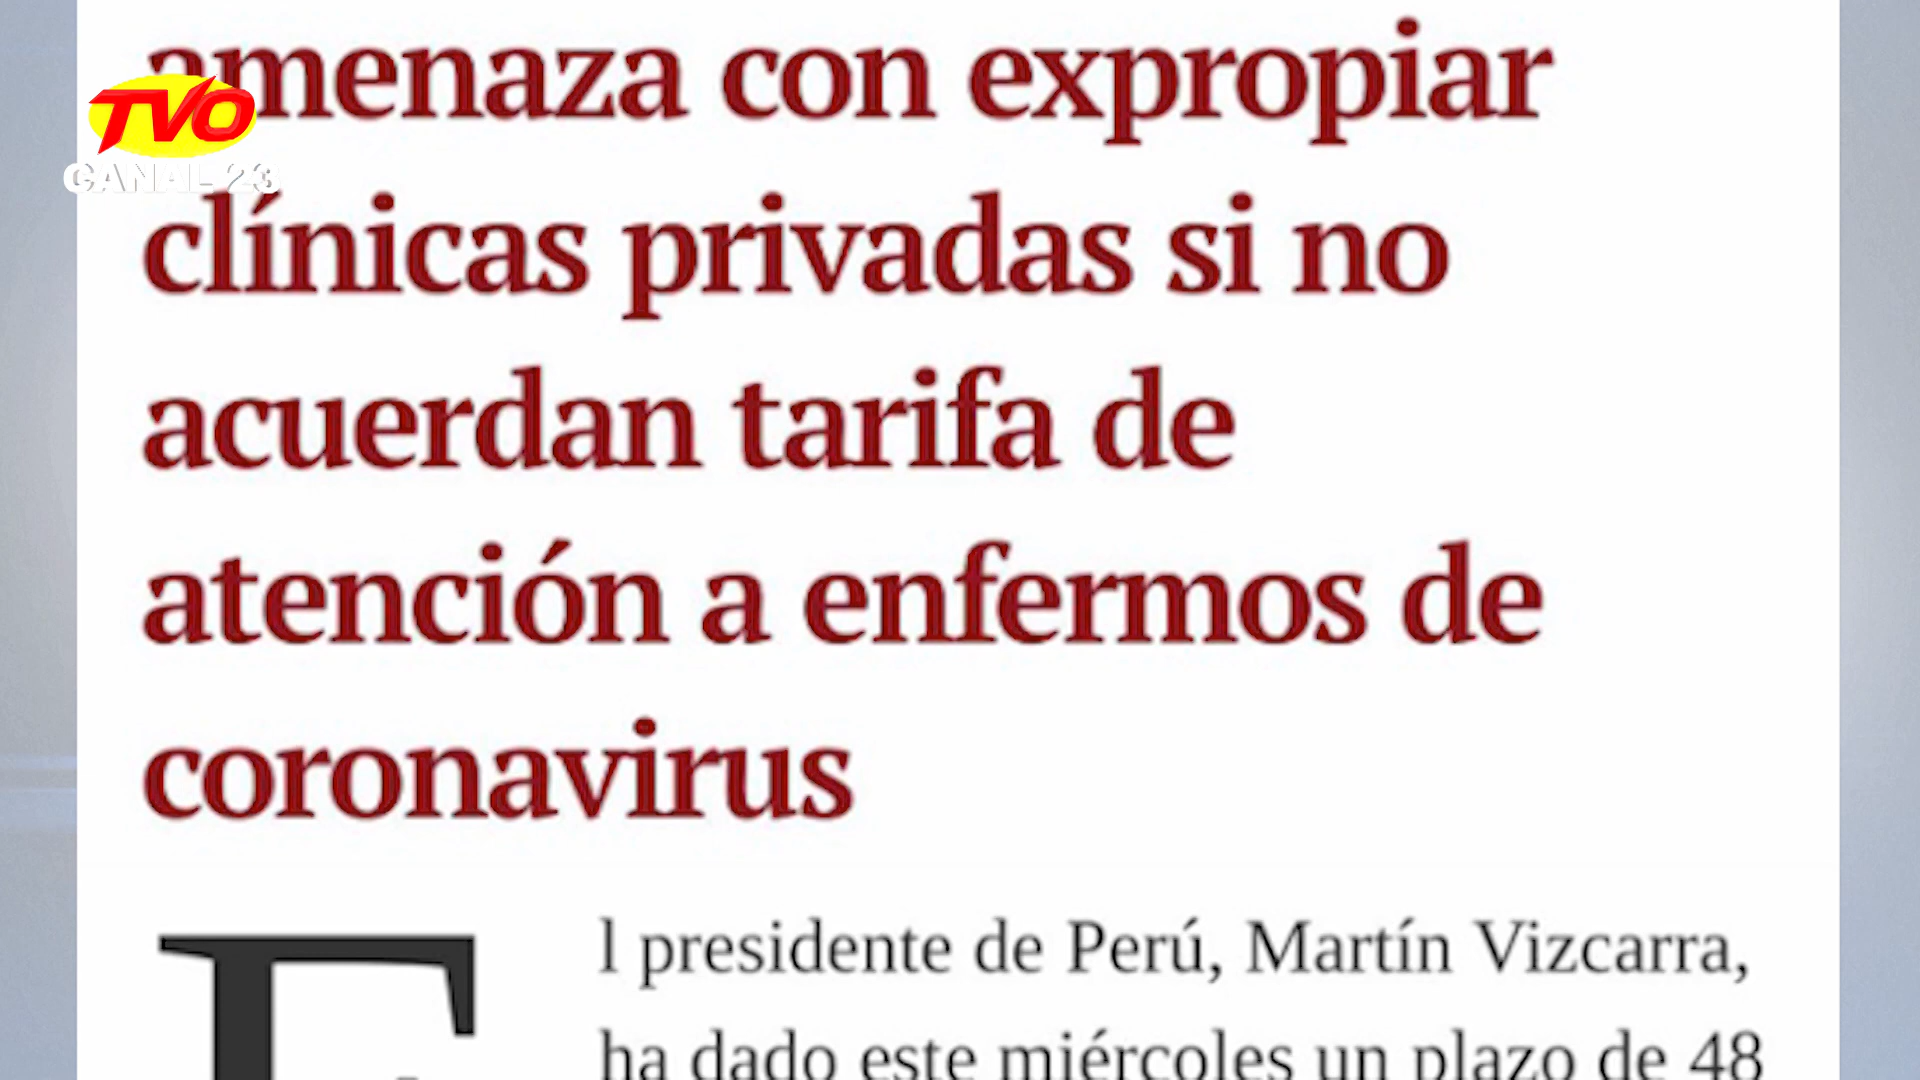 amenaza con expropiar
TVO
CANAL 23
clínicas privadas si no
acuerdan tarifa de
atención a enfermos de
coronavirus
El presidente de Perú, Martín Vizcarra,
ha dado este miércoles un plazo de 48